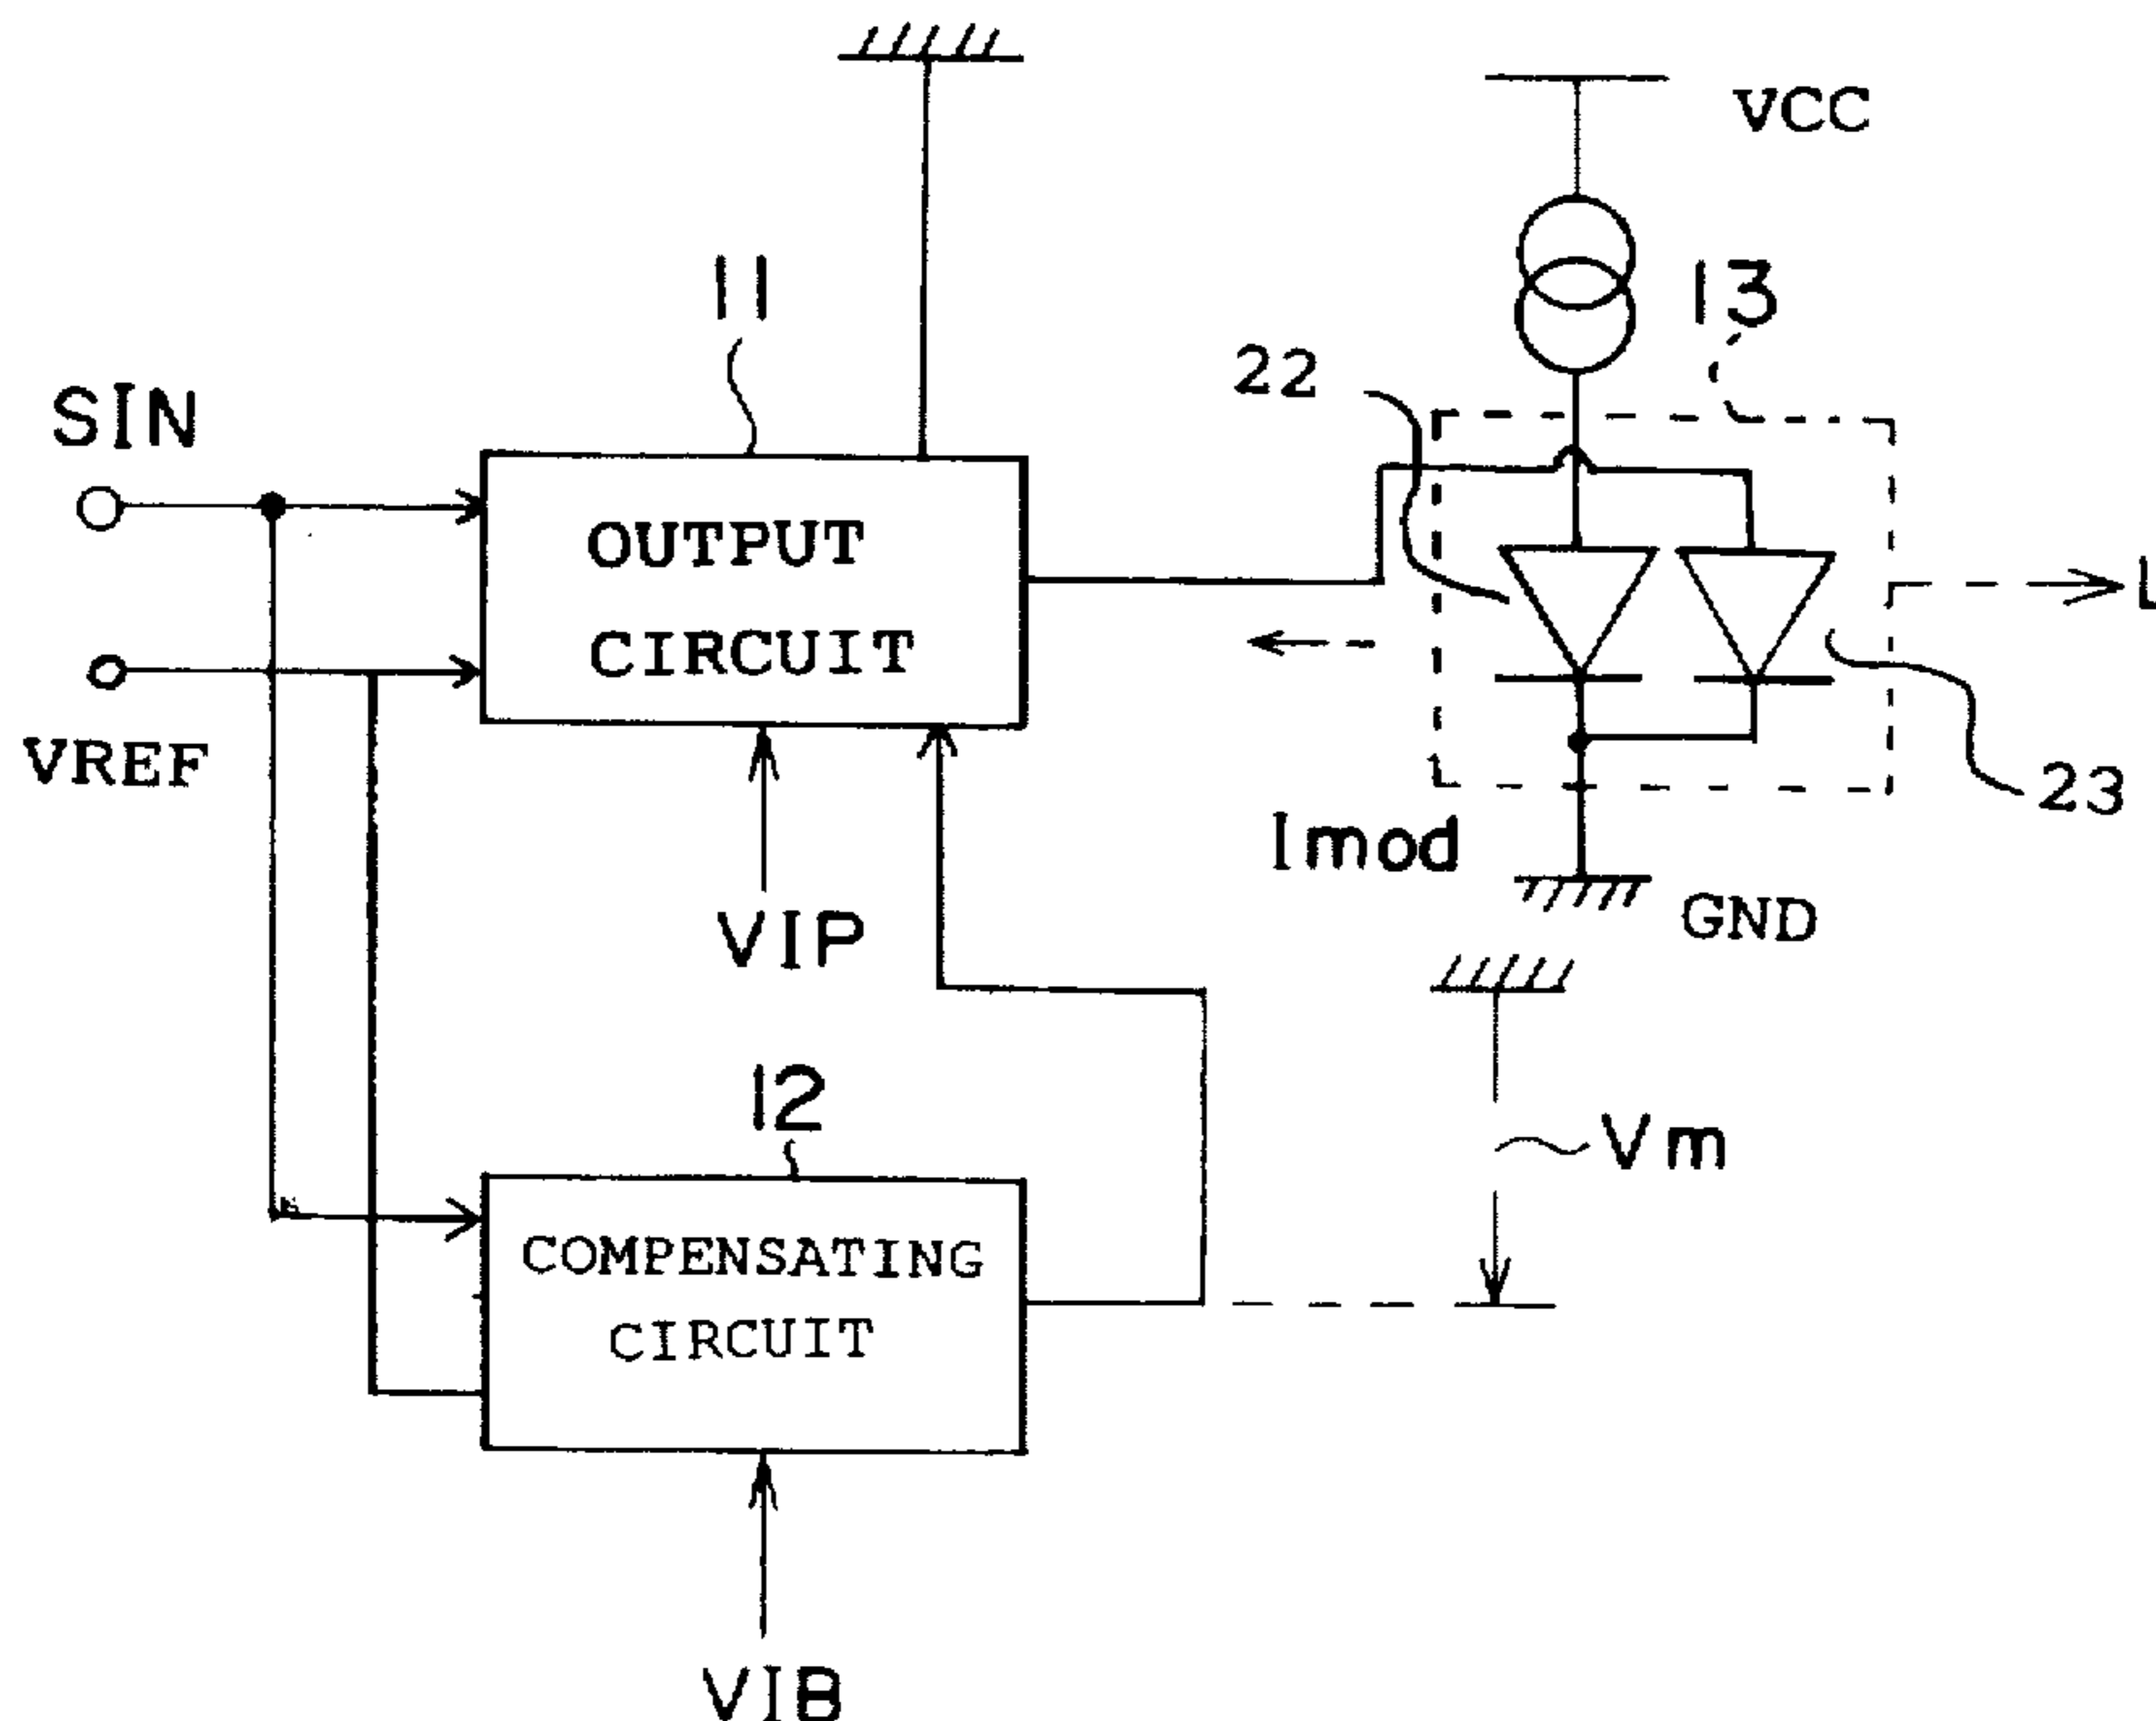 VCC
11
13
22
SIN
OUTPUT
CIRCUIT
L
VREF
23
Imod
VIP
GND
12
Vm
COMPENSATING
CIRCUIT
VIB